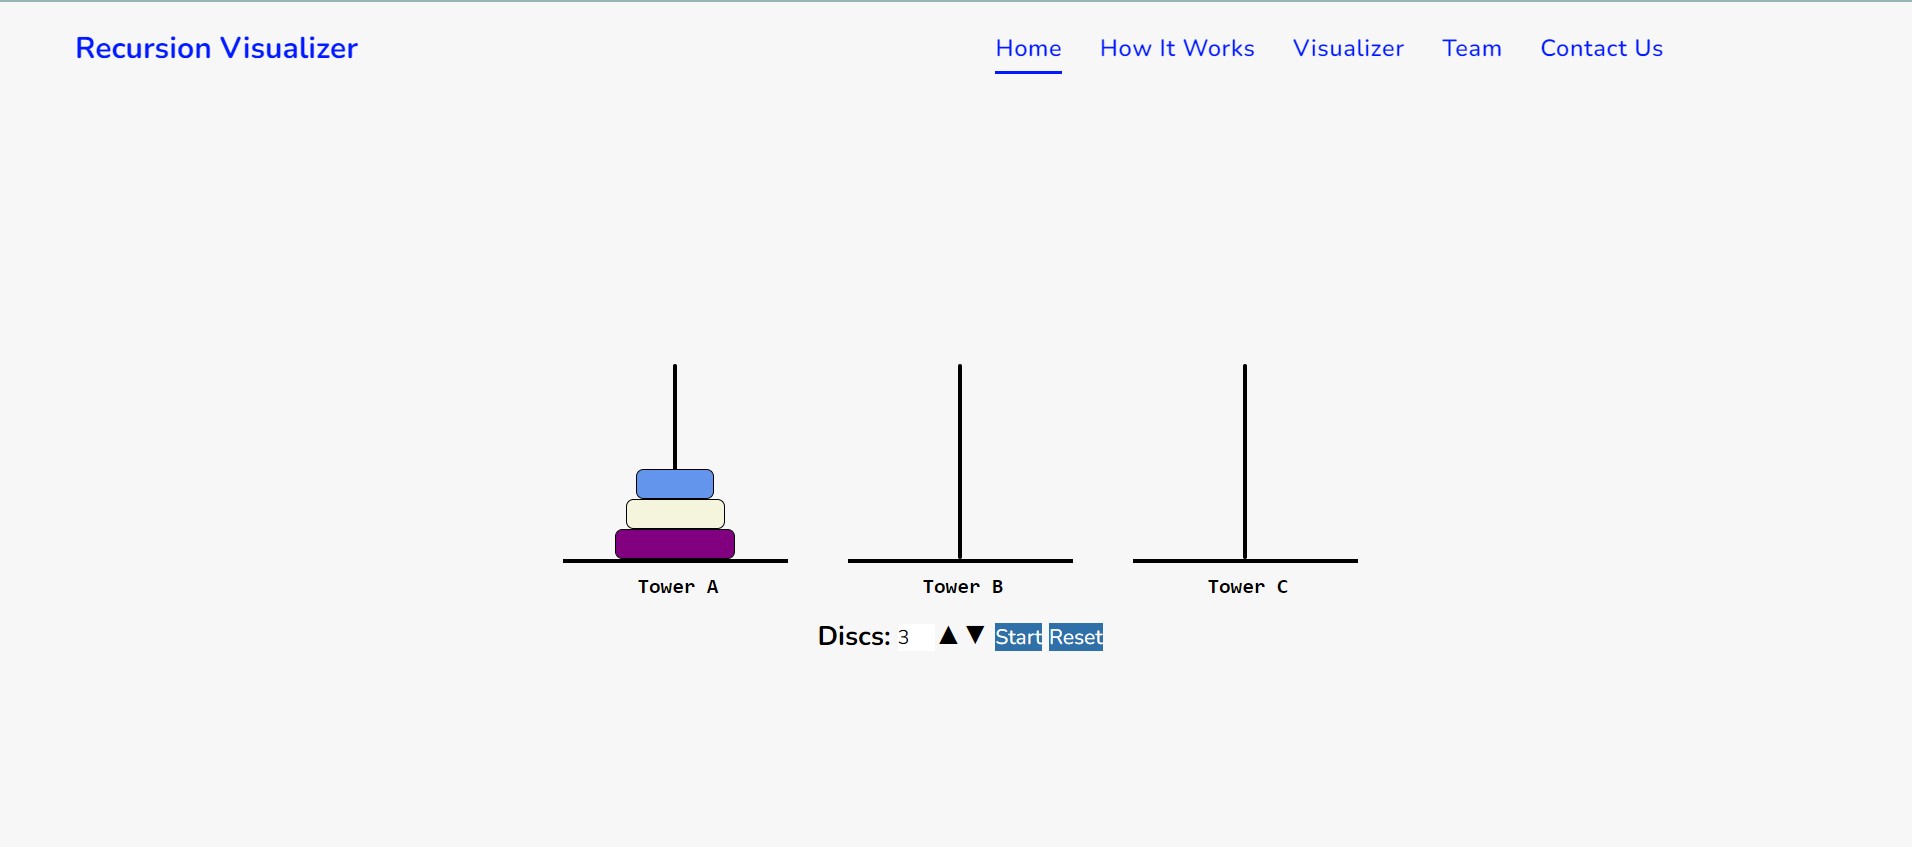 Recursion Visualizer
Home How It Works Visualizer Team Contact Us
Tower A Tower B Tower C
Discs: 3 ▲ ▼ Start Reset